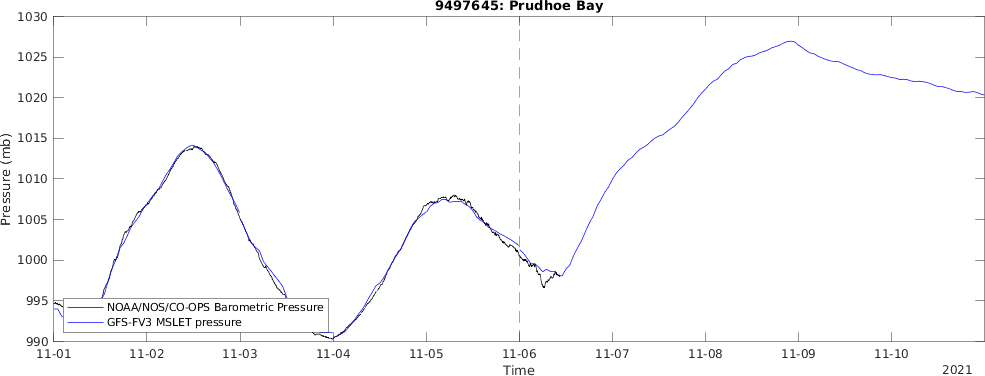 9497645: Prudhoe Bay
Pressure (mb)
1030
1025
1020
1015
1010
1005
1000
995
990
NOAA/NOS/CO-OPS Barometric Pressure
GFS-FV3 MSLET pressure
11-01 11-02 11-03 11-04 11-05 11-06 11-07 11-08 11-09 11-10
Time
2021